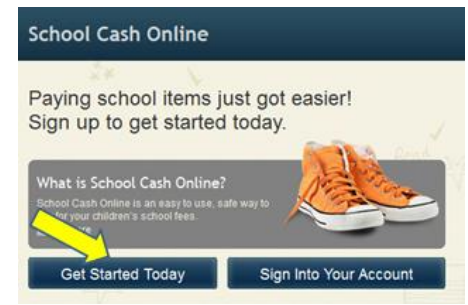 School Cash Online
Paying school items just got easier!
Sign up to get started today.
What is School Cash Online?
School Cash Online is an easy to use, safe way to
for your children's school fees.
Get Started Today
Sign Into Your Account